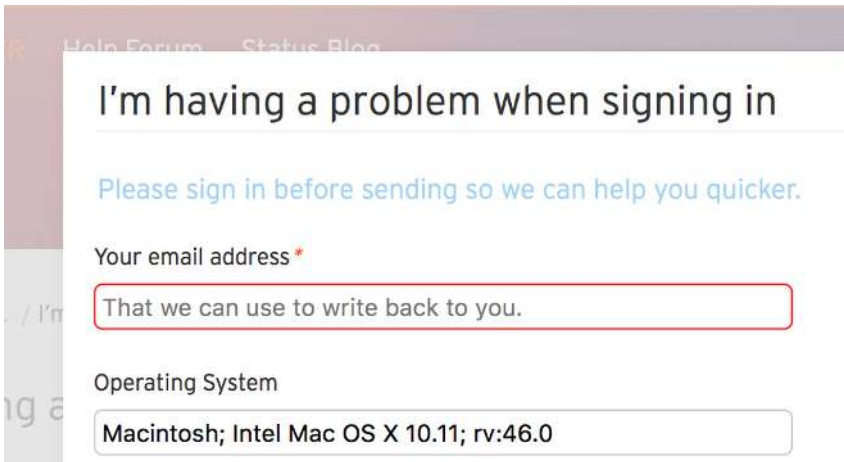 R Help Forum Status Blog
I'm having a problem when signing in
Please sign in before sending so we can help you quicker.
Your email address *
. / I'm
That we can use to write back to you.
Operating System
ng a
Macintosh; Intel Mac OS X 10.11; rv:46.0